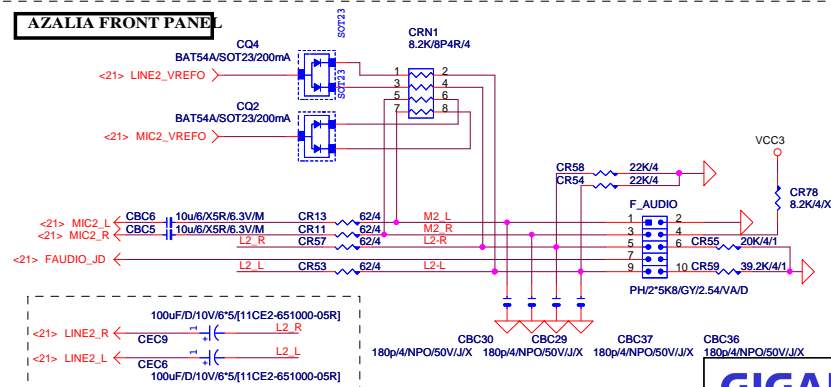 AZALIA FRONT PANEL
SOT23
SOT23
CQ4
BAT54A/SOT23/200mA
<21> LINE2_VREFO
CRN1
8.2K/8P4R/4
1 2
3 4
5 6
7 8
CQ2
BAT54A/SOT23/200mA
<21> MIC2_VREFO
VCC3
CR58 22K/4
CR54 22K/4
CR78
8.2K/4/X
F_AUDIO
<21> MIC2_L CBC6 10u/6/X5R/6.3V/M CR13 62/4 M2_L 1 2
<21> MIC2_R CBC5 10u/6/X5R/6.3V/M CR11 62/4 M2_R 3 4
L2_R CR57 62/4 L2-R 5 6 CR55 20K/4/1
<21> FAUDIO_JD 7
L2_L CR53 62/4 L2-L 9 10 CR59 39.2K/4/1
PH/2*5K8/GY/2.54/VA/D
100uF/D/10V/6*5/[11CE2-651000-05R]
<21> LINE2_R 1 + L2_R
CEC9
<21> LINE2_L 1 + L2_L
CEC6
100uF/D/10V/6*5/[11CE2-651000-05R]
CBC30 CBC29 CBC37 CBC36
180p/4/NPO/50V/J/X 180p/4/NPO/50V/J/X 180p/4/NPO/50V/J/X 180p/4/NPO/50V/J/X